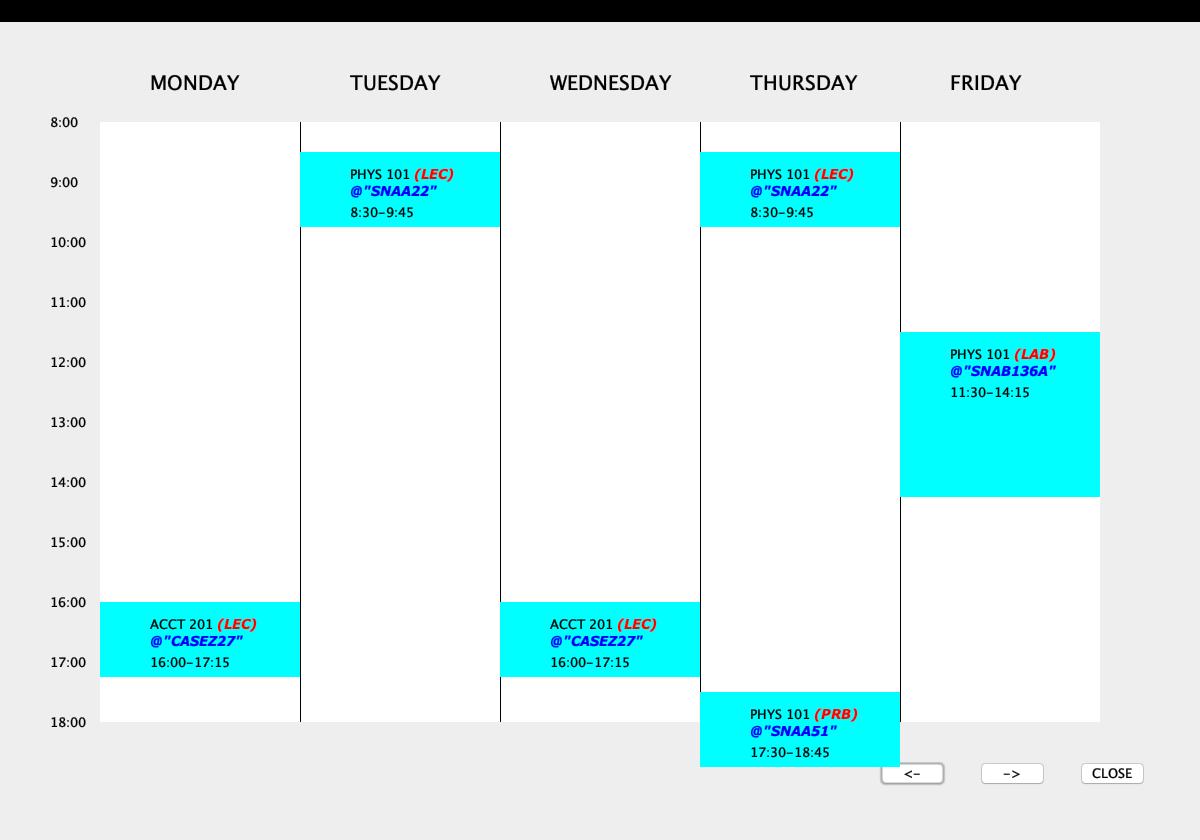 MONDAY TUESDAY WEDNESDAY THURSDAY FRIDAY
8:00
PHYS 101 (LEC)
@"SNAA22"
8:30-9:45
PHYS 101 (LEC)
@"SNAA22"
8:30-9:45
9:00
10:00
11:00
12:00
PHYS 101 (LAB)
@"SNAB136A"
11:30-14:15
13:00
14:00
15:00
16:00
ACCT 201 (LEC)
@"CASEZ27"
16:00-17:15
ACCT 201 (LEC)
@"CASEZ27"
16:00-17:15
17:00
18:00
PHYS 101 (PRB)
@"SNAA51"
17:30-18:45
<- -> CLOSE